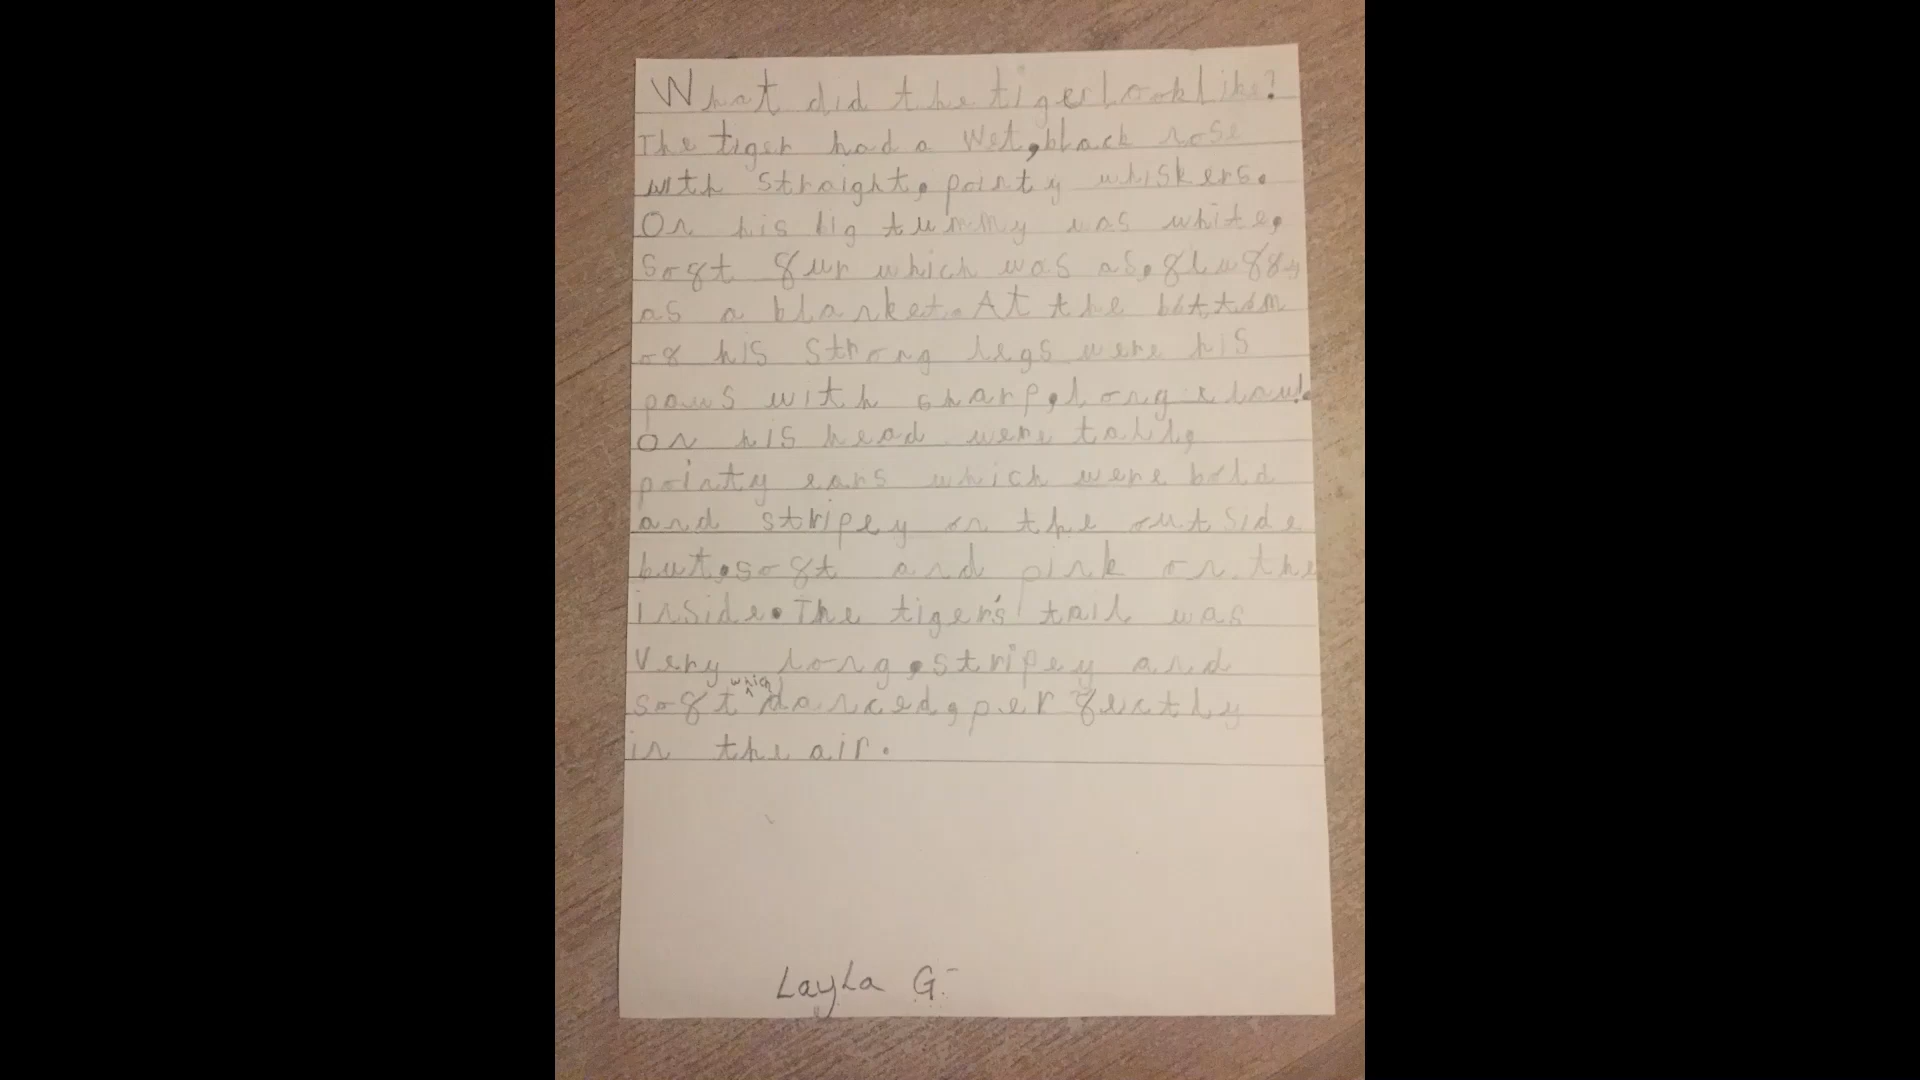 What did the tiger look like?
The tiger had a wet, black nose
with straight, pointy whiskers.
On his big tummy was white,
soft fur which was as, fluffy
as a blanket. At the bottom
of his strong legs were his
paws with sharp, long claws.
On his head were tall,
pointy ears which were bold
and stripey on the outside
but, soft and pink on the
inside. The tiger's tail was
very long, stripey and
soft which danced, perfectly
in the air.
Layla G.